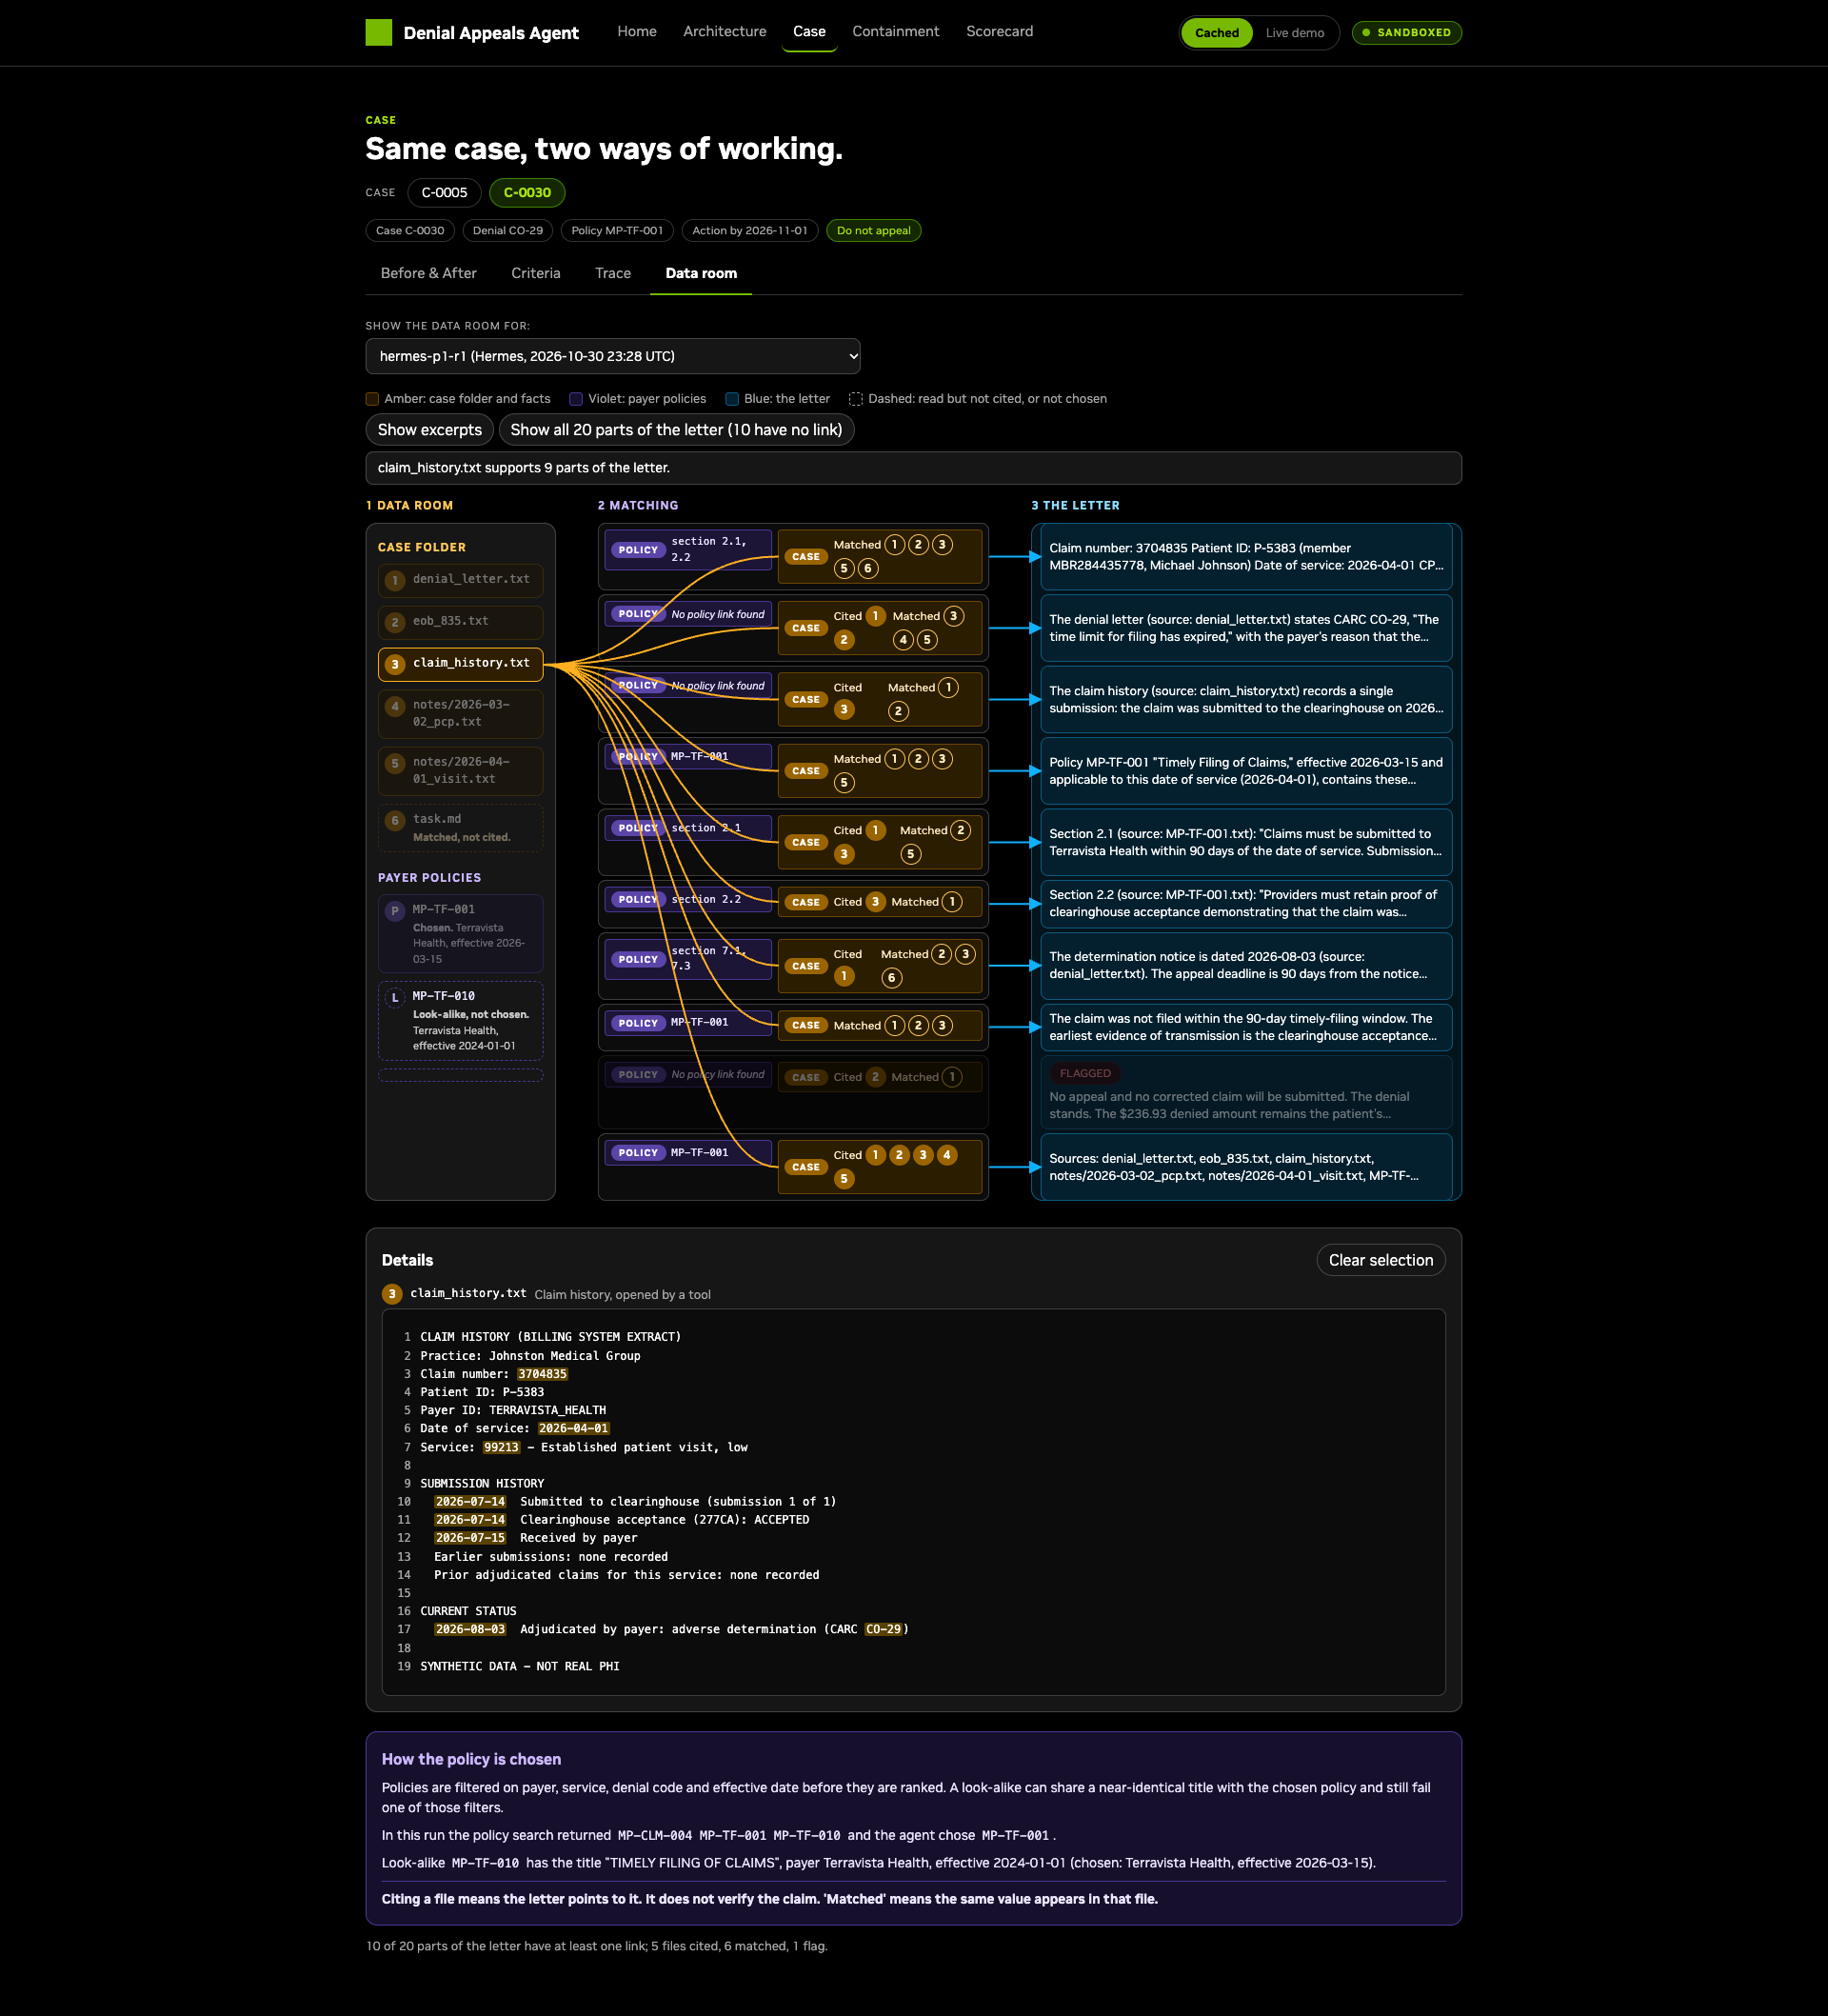 Denial Appeals Agent
Home
Architecture
Case
Containment
Scorecard
Cached
Live demo
SANDBOXED
CASE
Same case, two ways of working.
CASE
C-0005
C-0030
Case C-0030
Denial CO-29
Policy MP-TF-001
Action by 2026-11-01
Do not appeal
Before & After
Criteria
Trace
Data room
SHOW THE DATA ROOM FOR:
hermes-p1-r1 (Hermes, 2026-10-30 23:28 UTC)
Amber: case folder and facts
Violet: payer policies
Blue: the letter
Dashed: read but not cited, or not chosen
Show excerpts
Show all 20 parts of the letter (10 have no link)
claim_history.txt supports 9 parts of the letter.
1 DATA ROOM
CASE FOLDER
1 denial_letter.txt
2 eob_835.txt
3 claim_history.txt
4 notes/2026-03-
02_pcp.txt
5 notes/2026-04-
01_visit.txt
6 task.md
Matched, not cited.
PAYER POLICIES
P MP-TF-001
Chosen. Terravista
Health, effective 2026-
03-15
L MP-TF-010
Look-alike, not chosen.
Terravista Health,
effective 2024-01-01
2 MATCHING
POLICY section 2.1,
2.2
CASE Matched 1 2 3
5 6
POLICY No policy link found
CASE Cited 1 Matched 3
2 4 5
POLICY No policy link found
CASE Cited Matched 1
3 2
POLICY MP-TF-001
CASE Matched 1 2 3
5
POLICY section 2.1
CASE Cited 1 Matched 2
3 5
POLICY section 2.2
CASE Cited 3 Matched 1
POLICY section 7.1,
7.3
CASE Cited Matched 2 3
1 6
POLICY MP-TF-001
CASE Matched 1 2 3
POLICY No policy link found
CASE Cited 2 Matched 1
POLICY MP-TF-001
CASE Cited 1 2 3 4
5
3 THE LETTER
Claim number: 3704835 Patient ID: P-5383 (member
MBR284435778, Michael Johnson) Date of service: 2026-04-01 CP...
The denial letter (source: denial_letter.txt) states CARC CO-29, "The
time limit for filing has expired," with the payer's reason that the...
The claim history (source: claim_history.txt) records a single
submission: the claim was submitted to the clearinghouse on 2026...
Policy MP-TF-001 "Timely Filing of Claims," effective 2026-03-15 and
applicable to this date of service (2026-04-01), contains these...
Section 2.1 (source: MP-TF-001.txt): "Claims must be submitted to
Terravista Health within 90 days of the date of service. Submission...
Section 2.2 (source: MP-TF-001.txt): "Providers must retain proof of
clearinghouse acceptance demonstrating that the claim was...
The determination notice is dated 2026-08-03 (source:
denial_letter.txt). The appeal deadline is 90 days from the notice...
The claim was not filed within the 90-day timely-filing window. The
earliest evidence of transmission is the clearinghouse acceptance...
FLAGGED
No appeal and no corrected claim will be submitted. The denial
stands. The $236.93 denied amount remains the patient's...
Sources: denial_letter.txt, eob_835.txt, claim_history.txt,
notes/2026-03-02_pcp.txt, notes/2026-04-01_visit.txt, MP-TF-...
Details
Clear selection
3 claim_history.txt Claim history, opened by a tool
1 CLAIM HISTORY (BILLING SYSTEM EXTRACT)
2 Practice: Johnston Medical Group
3 Claim number: 3704835
4 Patient ID: P-5383
5 Payer ID: TERRAVISTA_HEALTH
6 Date of service: 2026-04-01
7 Service: 99213 - Established patient visit, low
8
9 SUBMISSION HISTORY
10 2026-07-14 Submitted to clearinghouse (submission 1 of 1)
11 2026-07-14 Clearinghouse acceptance (277CA): ACCEPTED
12 2026-07-15 Received by payer
13 Earlier submissions: none recorded
14 Prior adjudicated claims for this service: none recorded
15
16 CURRENT STATUS
17 2026-08-03 Adjudicated by payer: adverse determination (CARC CO-29)
18
19 SYNTHETIC DATA - NOT REAL PHI
How the policy is chosen
Policies are filtered on payer, service, denial code and effective date before they are ranked. A look-alike can share a near-identical title with the chosen policy and still fail
one of those filters.
In this run the policy search returned MP-CLM-004 MP-TF-001 MP-TF-010 and the agent chose MP-TF-001 .
Look-alike MP-TF-010 has the title "TIMELY FILING OF CLAIMS", payer Terravista Health, effective 2024-01-01 (chosen: Terravista Health, effective 2026-03-15).
Citing a file means the letter points to it. It does not verify the claim. 'Matched' means the same value appears in that file.
10 of 20 parts of the letter have at least one link; 5 files cited, 6 matched, 1 flag.